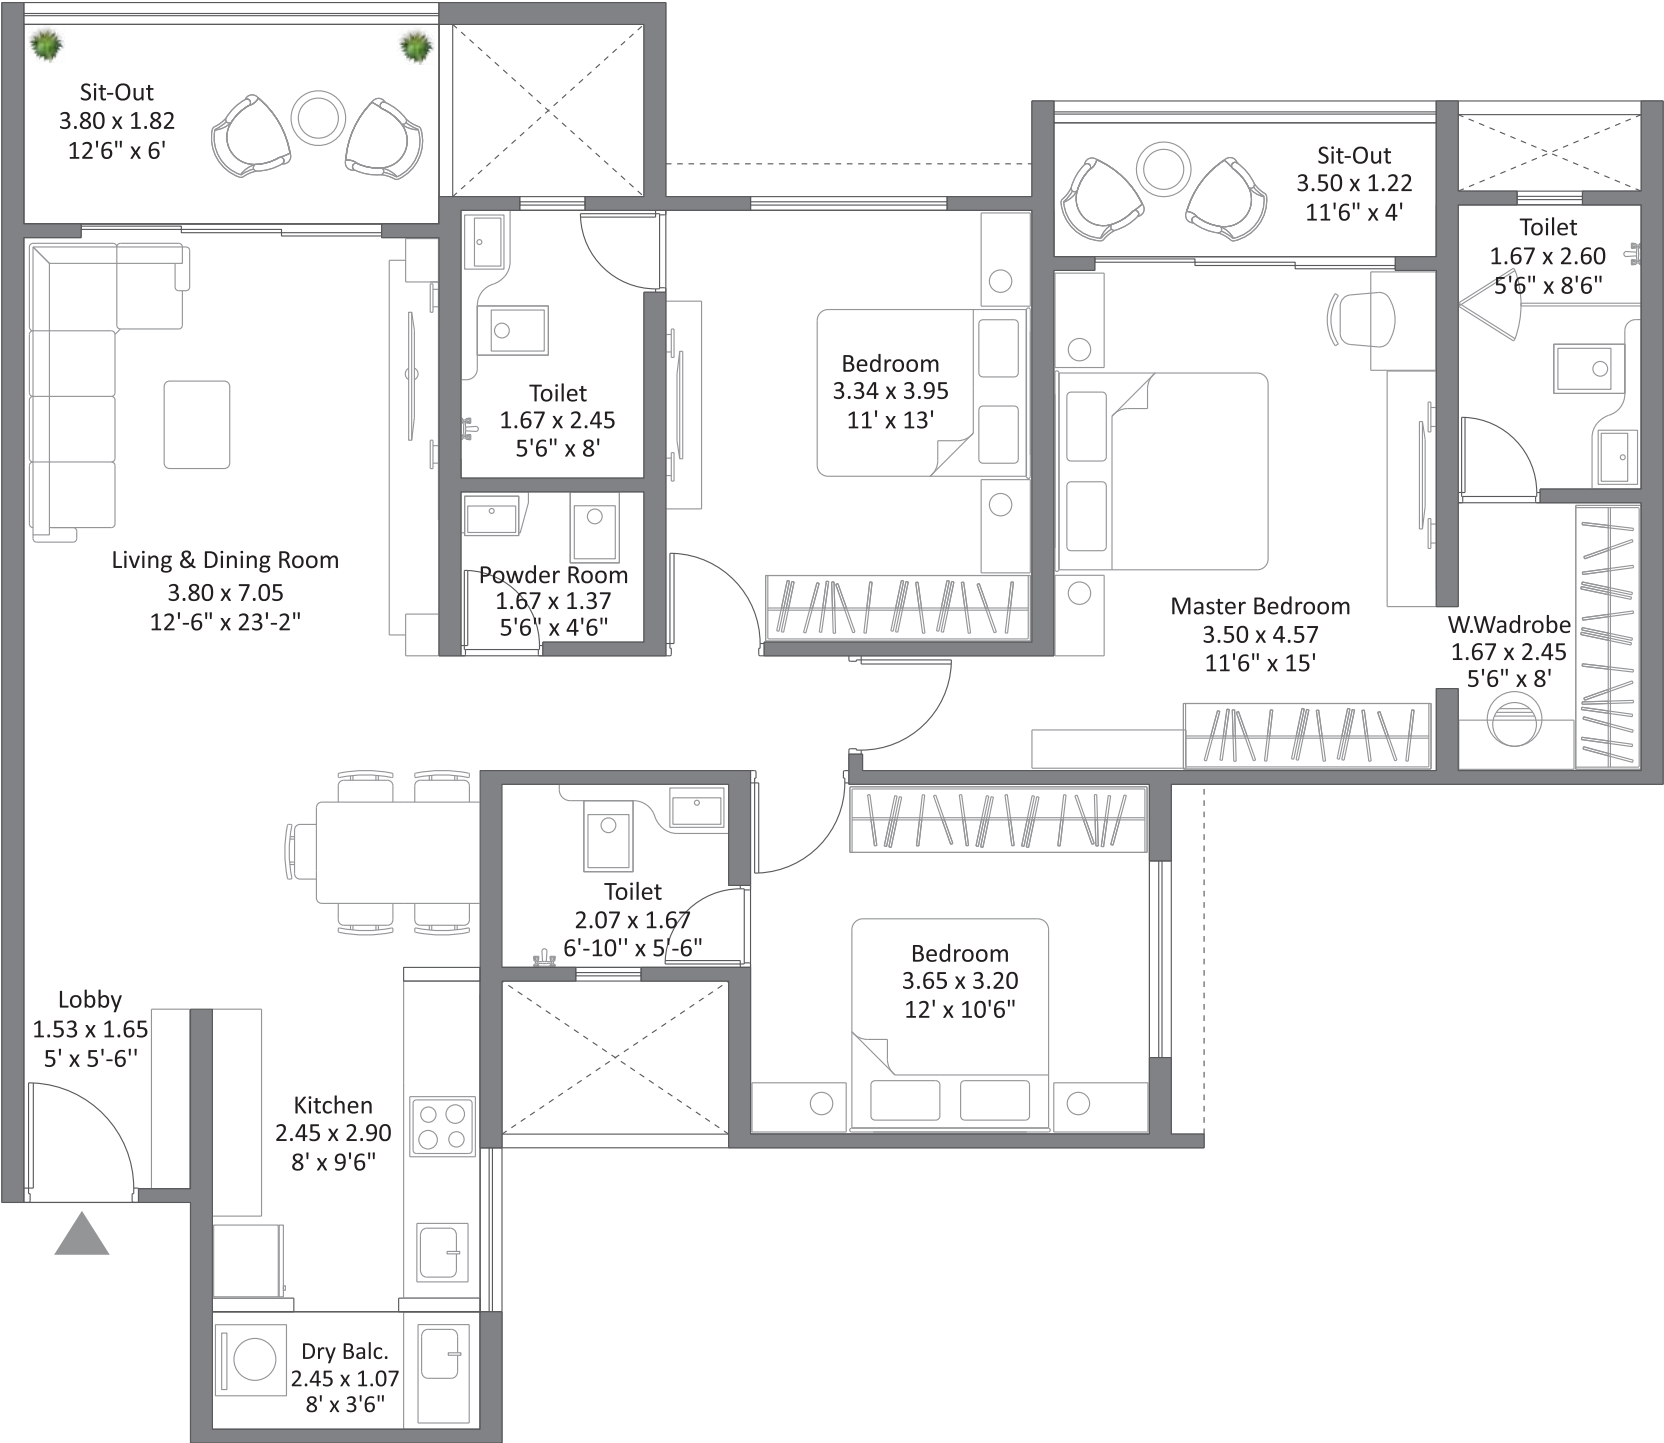 Sit-Out
3.80 x 1.82
12'6" x 6'
Sit-Out
3.50 x 1.22
11'6" x 4'
Toilet
1.67 x 2.60
5'6" x 8'6"
Toilet
1.67 x 2.45
5'6" x 8'
Bedroom
3.34 x 3.95
11' x 13'
Living & Dining Room
3.80 x 7.05
12'-6" x 23'-2"
Powder Room
1.67 x 1.37
5'6" x 4'6"
Master Bedroom
3.50 x 4.57
11'6" x 15'
W.Wadrobe
1.67 x 2.45
5'6" x 8'
Toilet
2.07 x 1.67
6'-10'' x 5'-6"
Bedroom
3.65 x 3.20
12' x 10'6"
Lobby
1.53 x 1.65
5' x 5'-6''
Kitchen
2.45 x 2.90
8' x 9'6"
Dry Balc.
2.45 x 1.07
8' x 3'6"